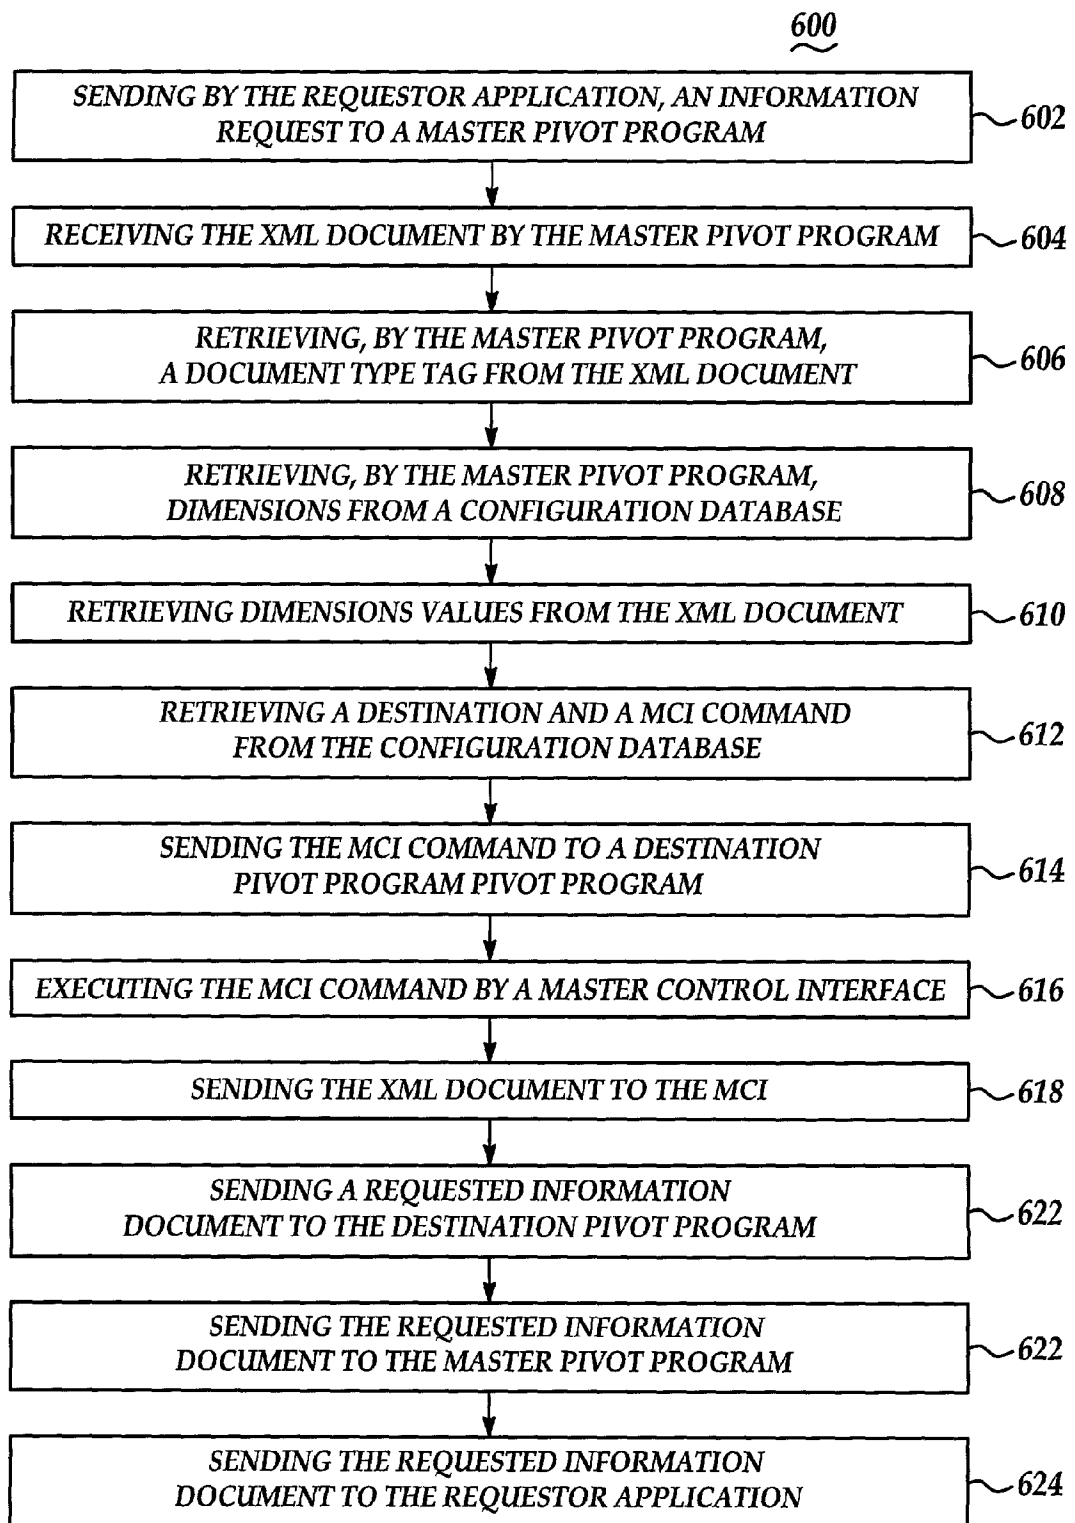 600
SENDING BY THE REQUESTOR APPLICATION, AN INFORMATION
REQUEST TO A MASTER PIVOT PROGRAM
602
RECEIVING THE XML DOCUMENT BY THE MASTER PIVOT PROGRAM
604
RETRIEVING, BY THE MASTER PIVOT PROGRAM,
A DOCUMENT TYPE TAG FROM THE XML DOCUMENT
606
RETRIEVING, BY THE MASTER PIVOT PROGRAM,
DIMENSIONS FROM A CONFIGURATION DATABASE
608
RETRIEVING DIMENSIONS VALUES FROM THE XML DOCUMENT
610
RETRIEVING A DESTINATION AND A MCI COMMAND
FROM THE CONFIGURATION DATABASE
612
SENDING THE MCI COMMAND TO A DESTINATION
PIVOT PROGRAM PIVOT PROGRAM
614
EXECUTING THE MCI COMMAND BY A MASTER CONTROL INTERFACE
616
SENDING THE XML DOCUMENT TO THE MCI
618
SENDING A REQUESTED INFORMATION
DOCUMENT TO THE DESTINATION PIVOT PROGRAM
622
SENDING THE REQUESTED INFORMATION
DOCUMENT TO THE MASTER PIVOT PROGRAM
622
SENDING THE REQUESTED INFORMATION
DOCUMENT TO THE REQUESTOR APPLICATION
624